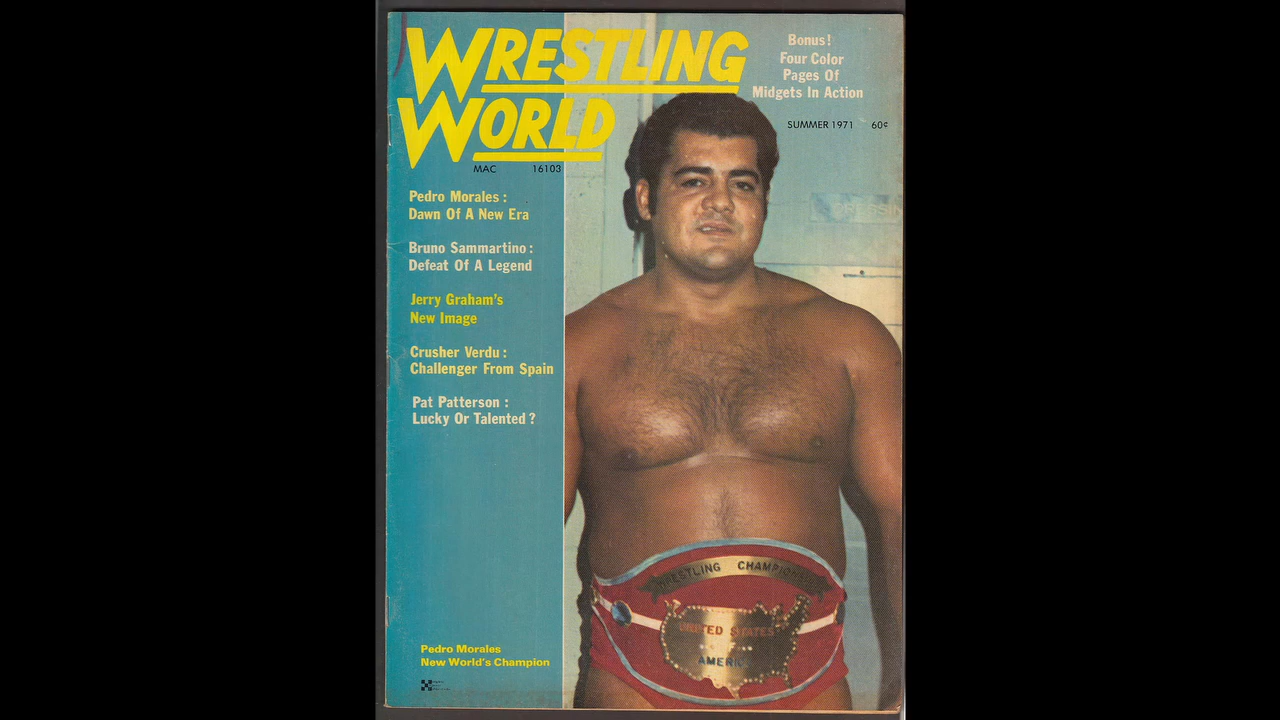 WRESTLING
WORLD
MAC 16103
Bonus!
Four Color
Pages Of
Midgets In Action
SUMMER 1971 60¢
Pedro Morales :
Dawn Of A New Era
Bruno Sammartino :
Defeat Of A Legend
Jerry Graham's
New Image
Crusher Verdu :
Challenger From Spain
Pat Patterson :
Lucky Or Talented ?
WRESTLING CHAMPION
UNITED STATES
AMERICA
Pedro Morales
New World's Champion